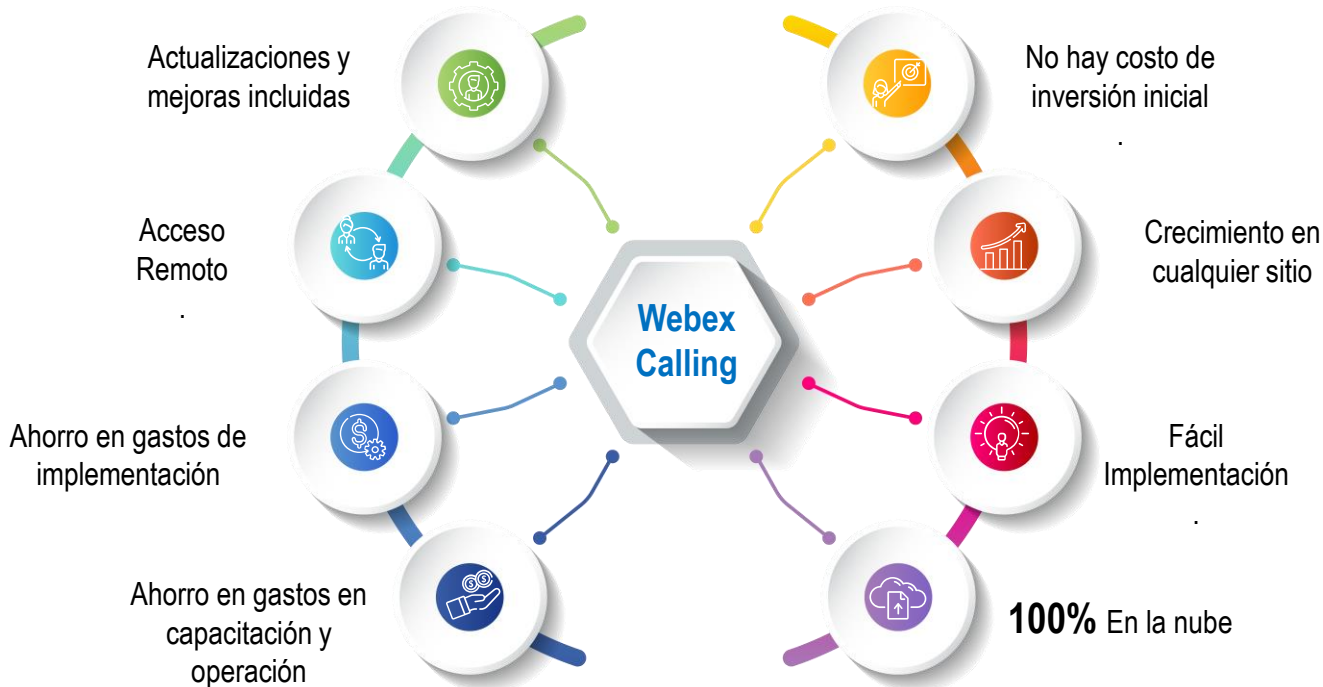 Actualizaciones y
mejoras incluidas
Acceso
Remoto
.
Ahorro en gastos de
implementación
Ahorro en gastos en
capacitación y
operación
Webex
Calling
No hay costo de
inversión inicial
.
Crecimiento en
cualquier sitio
Fácil
Implementación
.
100% En la nube